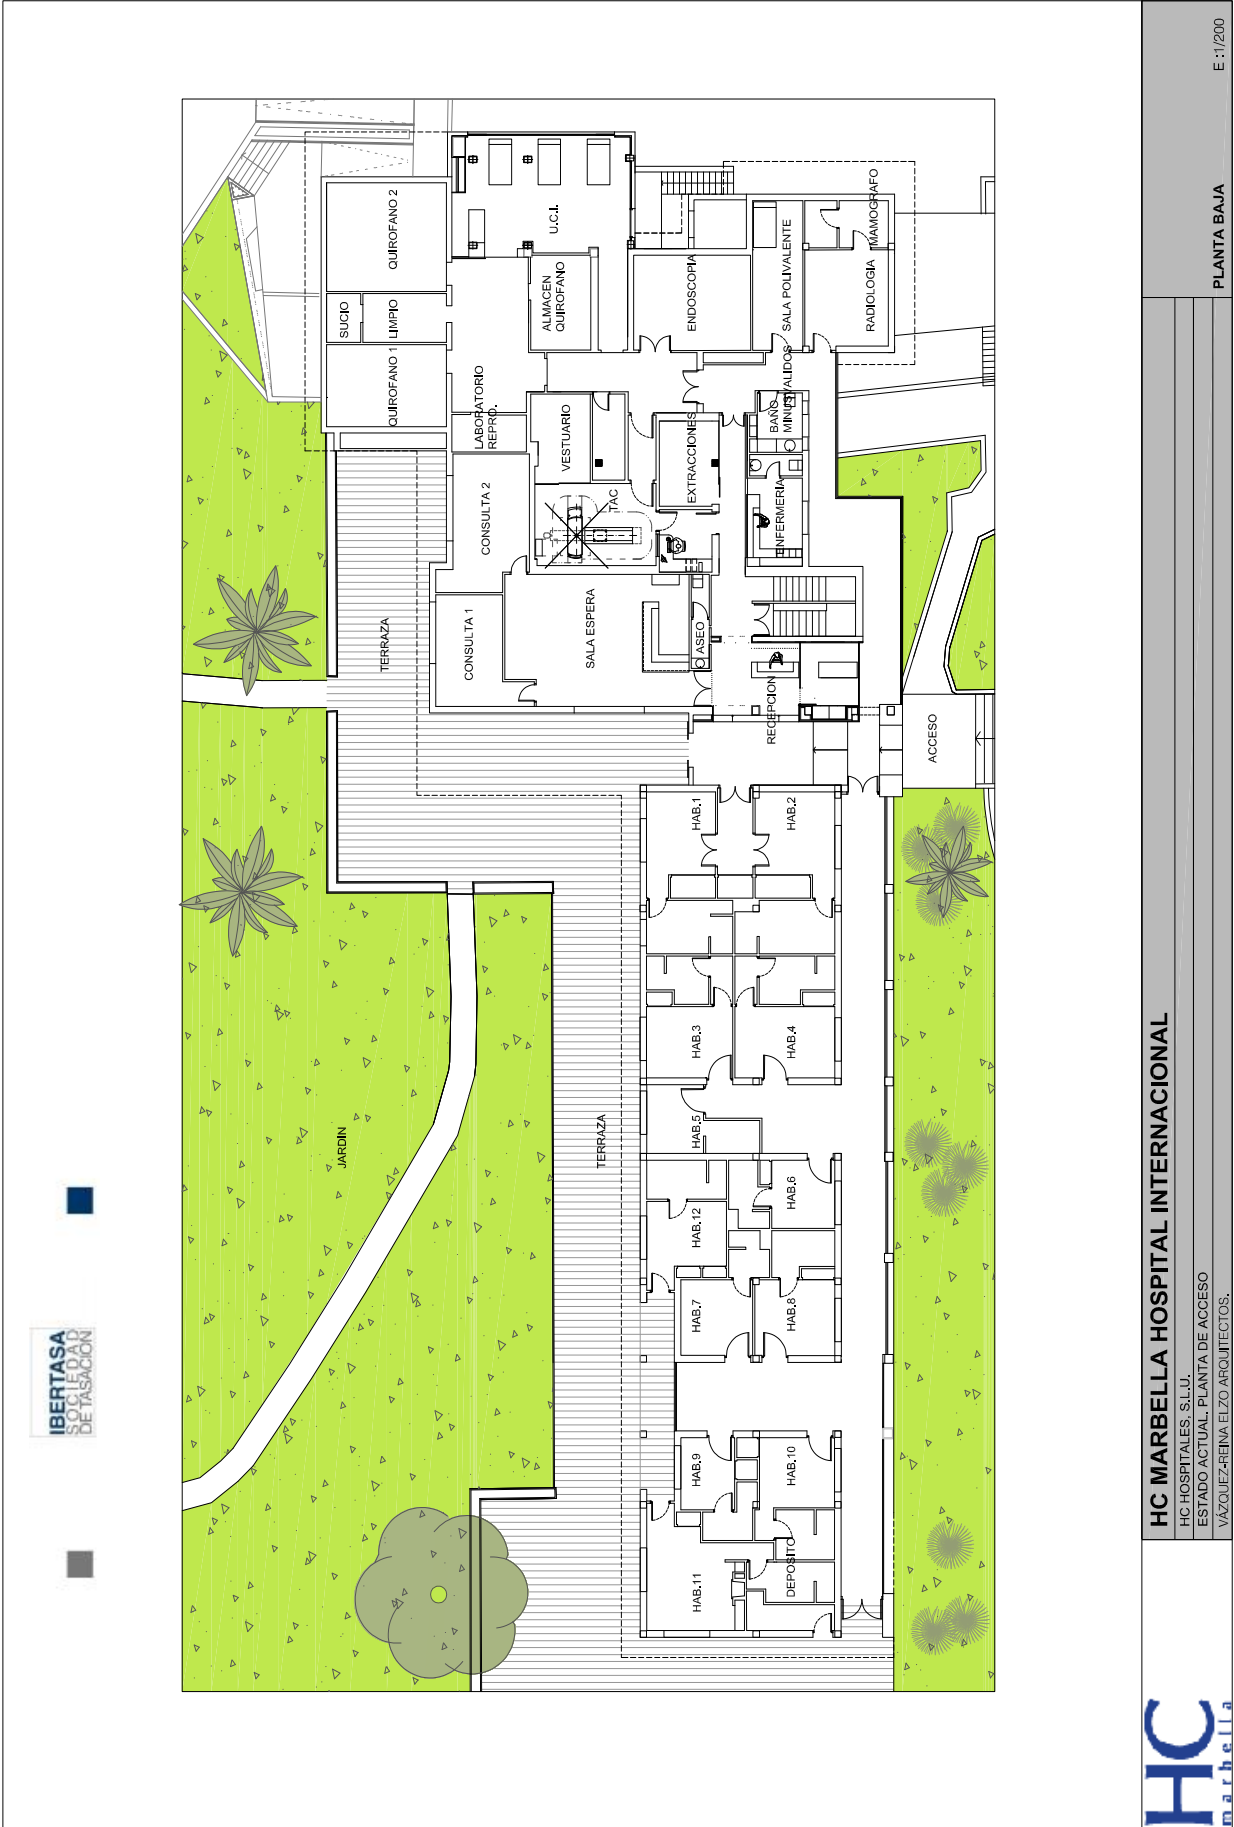 IBERTASA
SOCIEDAD
DE TASACIÓN
JARDIN
TERRAZA
TERRAZA
QUIROFANO 2
SUCIO
LIMPIO
QUIROFANO 1
U.C.I.
ALMACEN
QUIROFANO
LABORATORIO
REPRO.
VESTUARIO
TAC
CONSULTA 2
CONSULTA 1
SALA ESPERA
ENDOSCOPIA
SALA POLIVALENTE
MAMOGRAFO
RADIOLOGIA
BAÑO
MINUSVALIDOS
EXTRACCIONES
ENFERMERIA
ASEO
RECEPCION
ACCESO
HAB.1
HAB.2
HAB.3
HAB.4
HAB.5
HAB.6
HAB.12
HAB.7
HAB.8
HAB.9
HAB.10
HAB.11
DEPOSITO
HC MARBELLA HOSPITAL INTERNACIONAL
HC HOSPITALES, S.L.U.
ESTADO ACTUAL. PLANTA DE ACCESO
VÁZQUEZ-REINA ELZO ARQUITECTOS.
PLANTA BAJA
E :1/200
HC
marbella